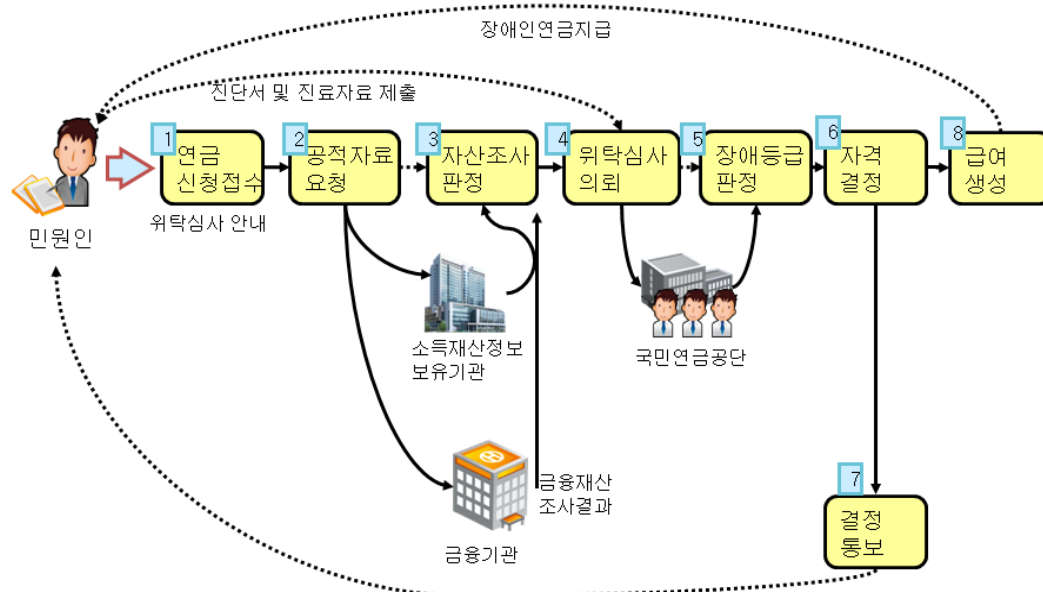 장애인연금지급
진단서 및 진료자료 제출
1
연금
신청접수
2
공적자료
요청
3
자산조사
판정
4
위탁심사
의뢰
5
장애등급
판정
6
자격
결정
8
급여
생성
위탁심사 안내
민원인
소득재산정보
보유기관
국민연금공단
금융재산
조사결과
금융기관
7
결정
통보